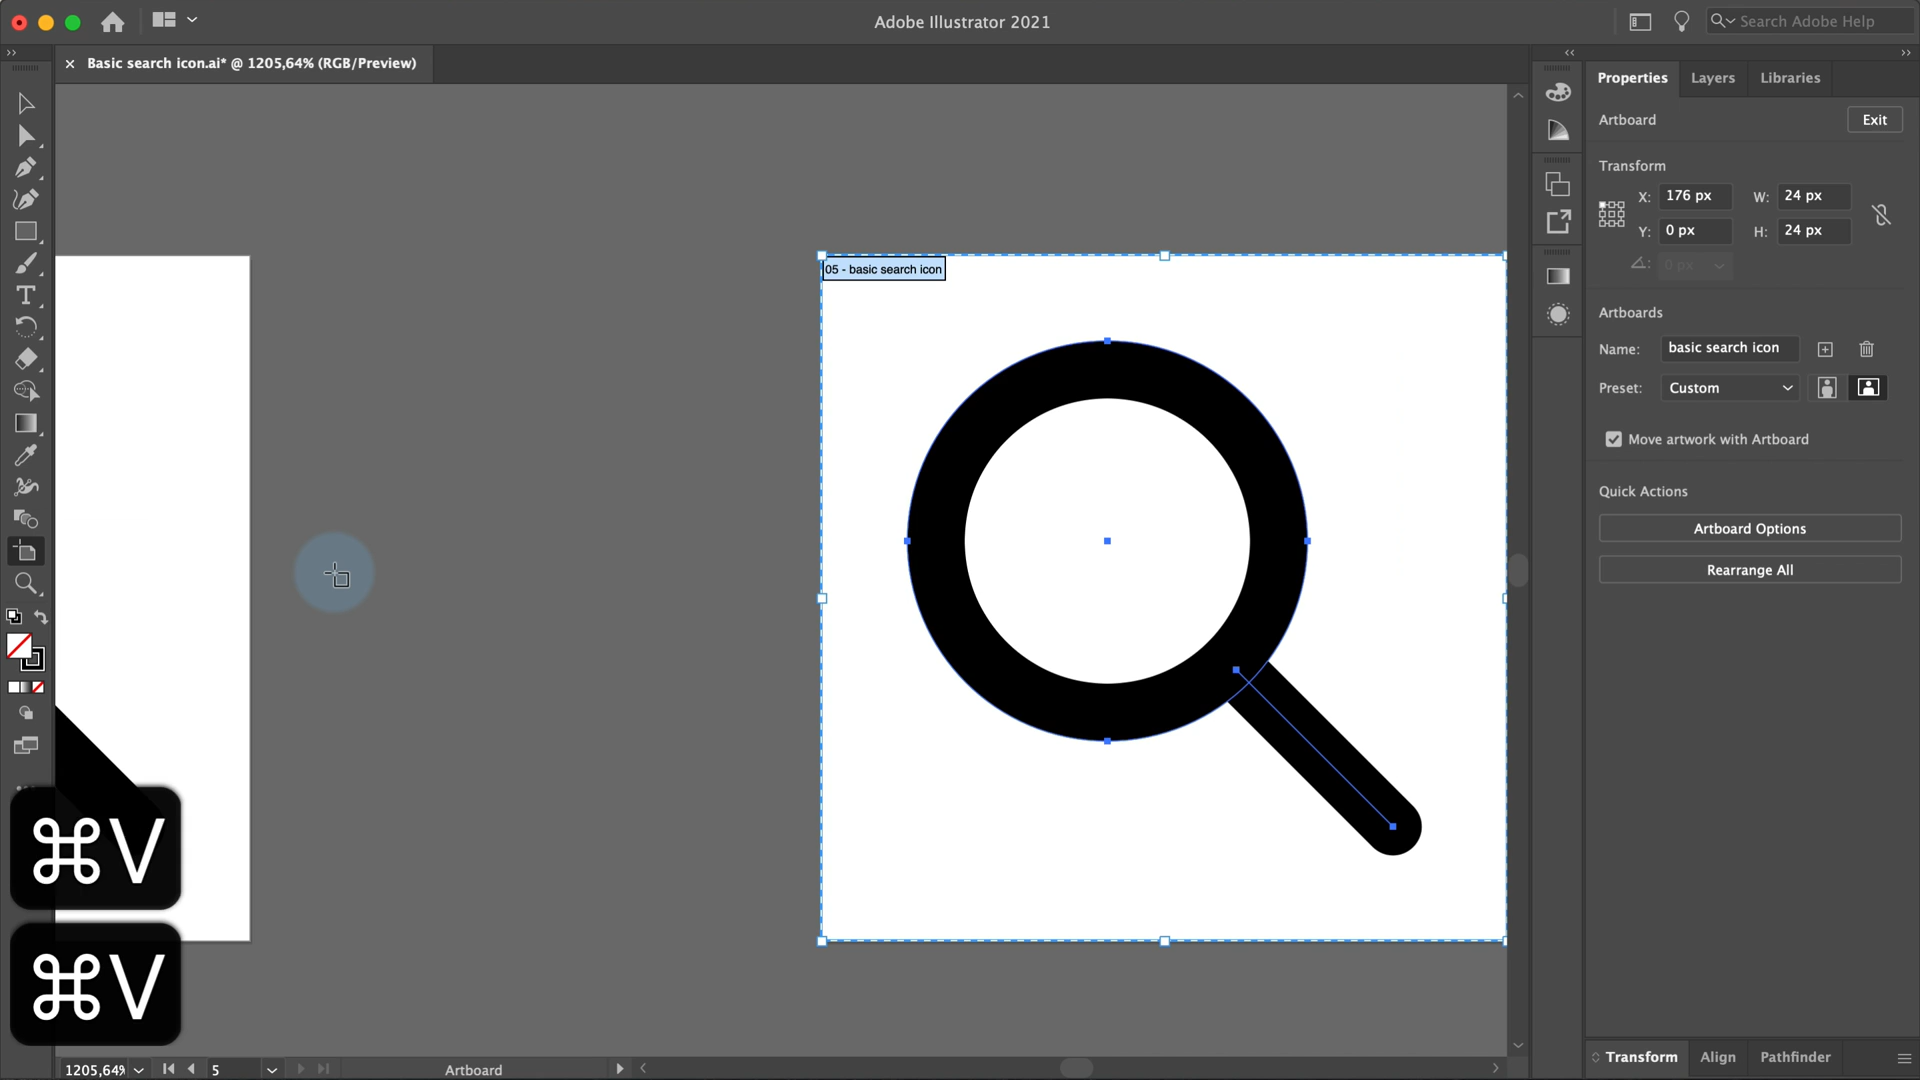 Adobe Illustrator 2021
Search Adobe Help
Basic search icon.ai* @ 1205,64% (RGB/Preview)
Properties
Layers
Libraries
Artboard
Exit
Transform
X: 176 px
W: 24 px
Y: 0 px
H: 24 px
0 px
Artboards
Name: basic search icon
Preset: Custom
Move artwork with Artboard
Quick Actions
Artboard Options
Rearrange All
05 - basic search icon
⌘V
⌘V
1205,64%
5
Artboard
Transform
Align
Pathfinder